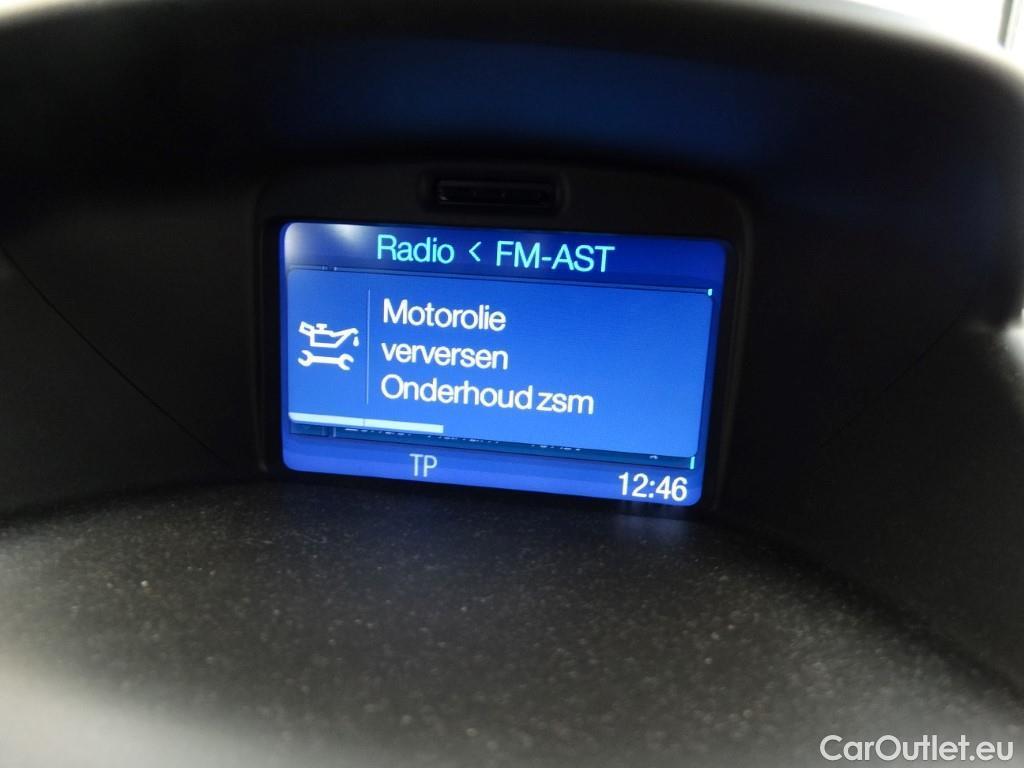 Radio < FM-AST
Motorolie
verversen
Onderhoud zsm
TP
12:46
CarOutlet.eu